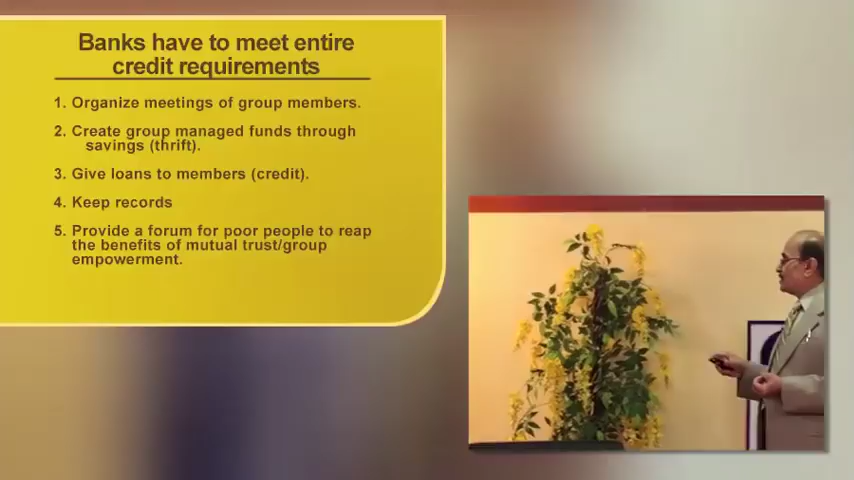 Banks have to meet entire
credit requirements
1. Organize meetings of group members.
2. Create group managed funds through
savings (thrift).
3. Give loans to members (credit).
4. Keep records
5. Provide a forum for poor people to reap
the benefits of mutual trust/group
empowerment.